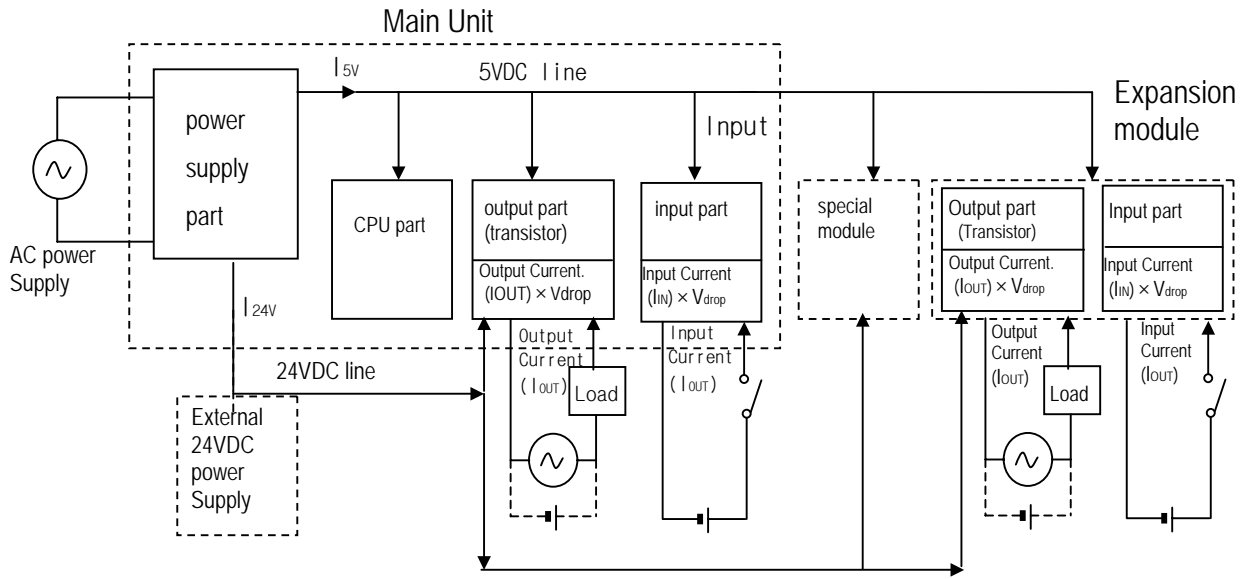 Main Unit
I5V
5VDC line
Expansion
module
power
supply
part
Input
CPU part
output part
(transistor)
Output Current.
(IOUT) × Vdrop
input part
Input Current
(IIN) × Vdrop
special
module
Output part
(Transistor)
Output Current.
(IOUT) × Vdrop
Input part
Input Current
(IIN) × Vdrop
AC power
Supply
I24V
24VDC line
Output
Current
(IOUT)
Load
Input
Current
(IOUT)
Output
Current
(IOUT)
Load
Input
Current
(IOUT)
External
24VDC
power
Supply